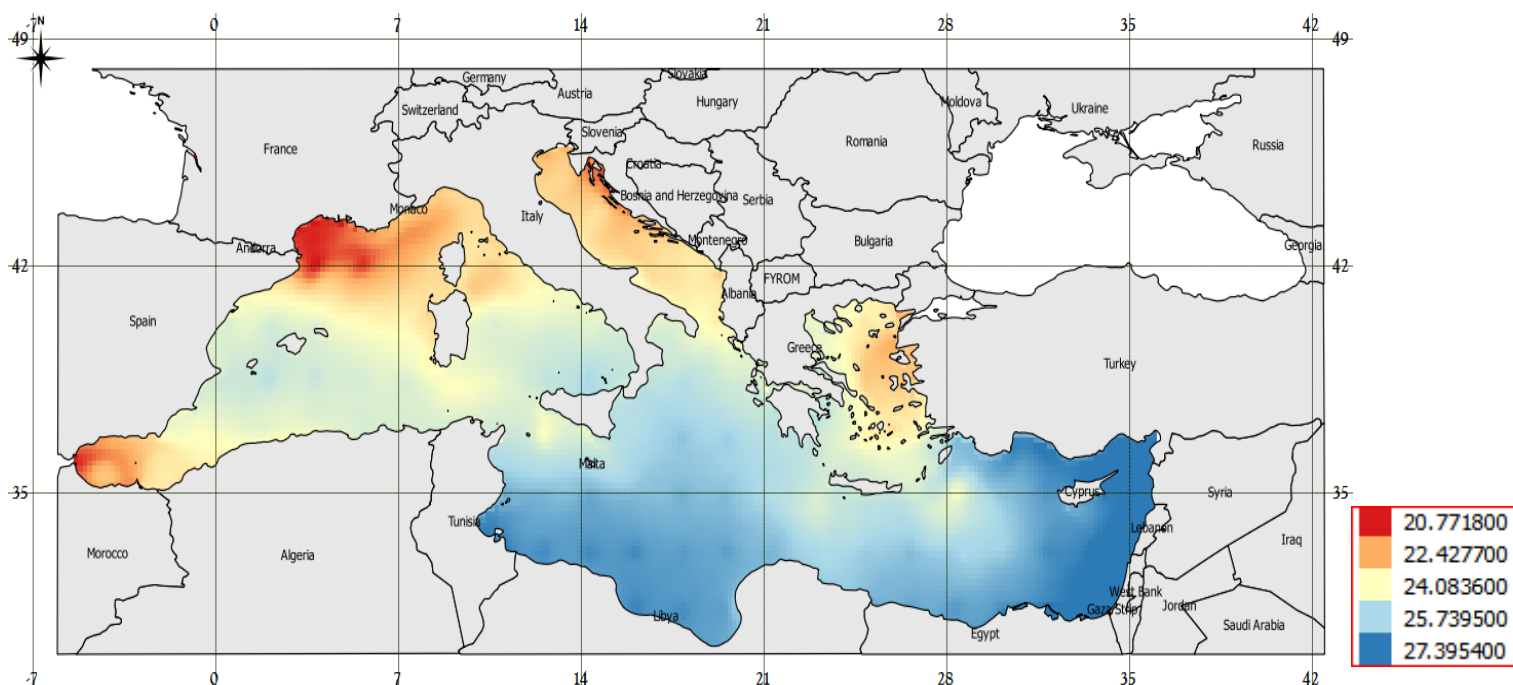 -7 0 7 14 21 28 35 42
N
49 49
Slovakia
Germany
Austria
Hungary
Moldova
Ukraine
Switzerland
Slovenia
Romania
Russia
France
Croatia
Bosnia and Herzegovina
Serbia
Monaco
Italy
Montenegro
Bulgaria
Georgia
Andorra
42 42
FYROM
Albania
Spain
Greece
Turkey
Malta
35 35
Cyprus
Syria
Tunisia
Lebanon
Morocco
Algeria
Iraq
West Bank
Gaza Strip
Jordan
Libya
Egypt
Saudi Arabia
-7 0 7 14 21 28 35 42
20.771800
22.427700
24.083600
25.739500
27.395400